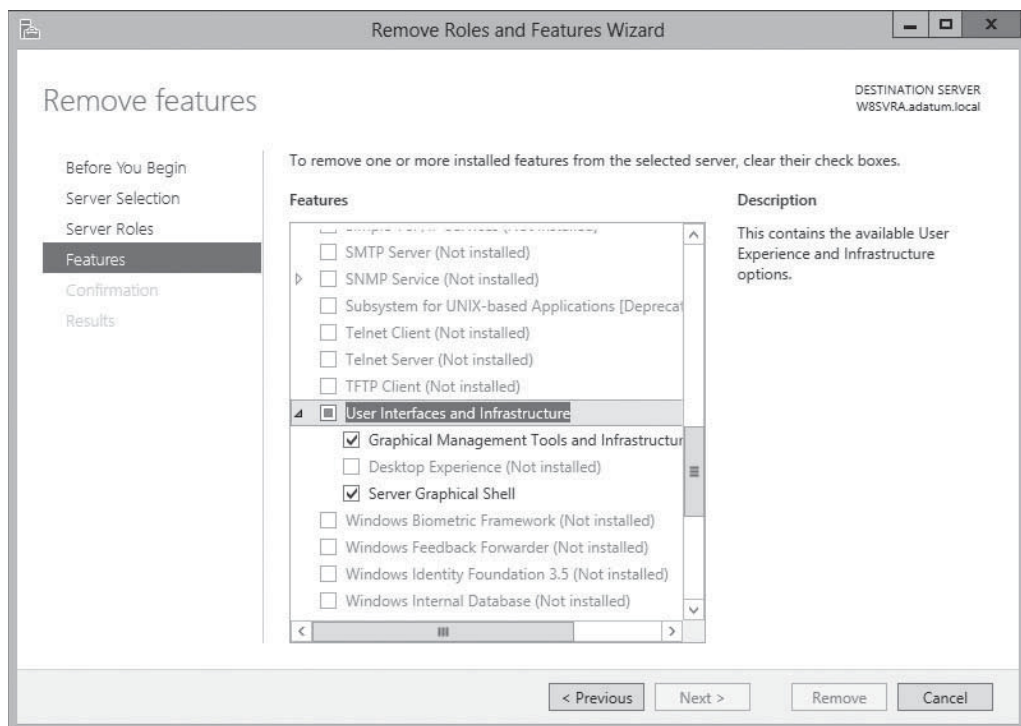 Remove Roles and Features Wizard
Remove features
DESTINATION SERVER
W8SVRA.adatum.local
Before You Begin
Server Selection
Server Roles
Features
Confirmation
Results
To remove one or more installed features from the selected server, clear their check boxes.
Features
SMTP Server (Not installed)
SNMP Service (Not installed)
Subsystem for UNIX-based Applications [Deprecat
Telnet Client (Not installed)
Telnet Server (Not installed)
TFTP Client (Not installed)
User Interfaces and Infrastructure
Graphical Management Tools and Infrastructur
Desktop Experience (Not installed)
Server Graphical Shell
Windows Biometric Framework (Not installed)
Windows Feedback Forwarder (Not installed)
Windows Identity Foundation 3.5 (Not installed)
Windows Internal Database (Not installed)
Description
This contains the available User
Experience and Infrastructure
options.
< Previous
Next >
Remove
Cancel